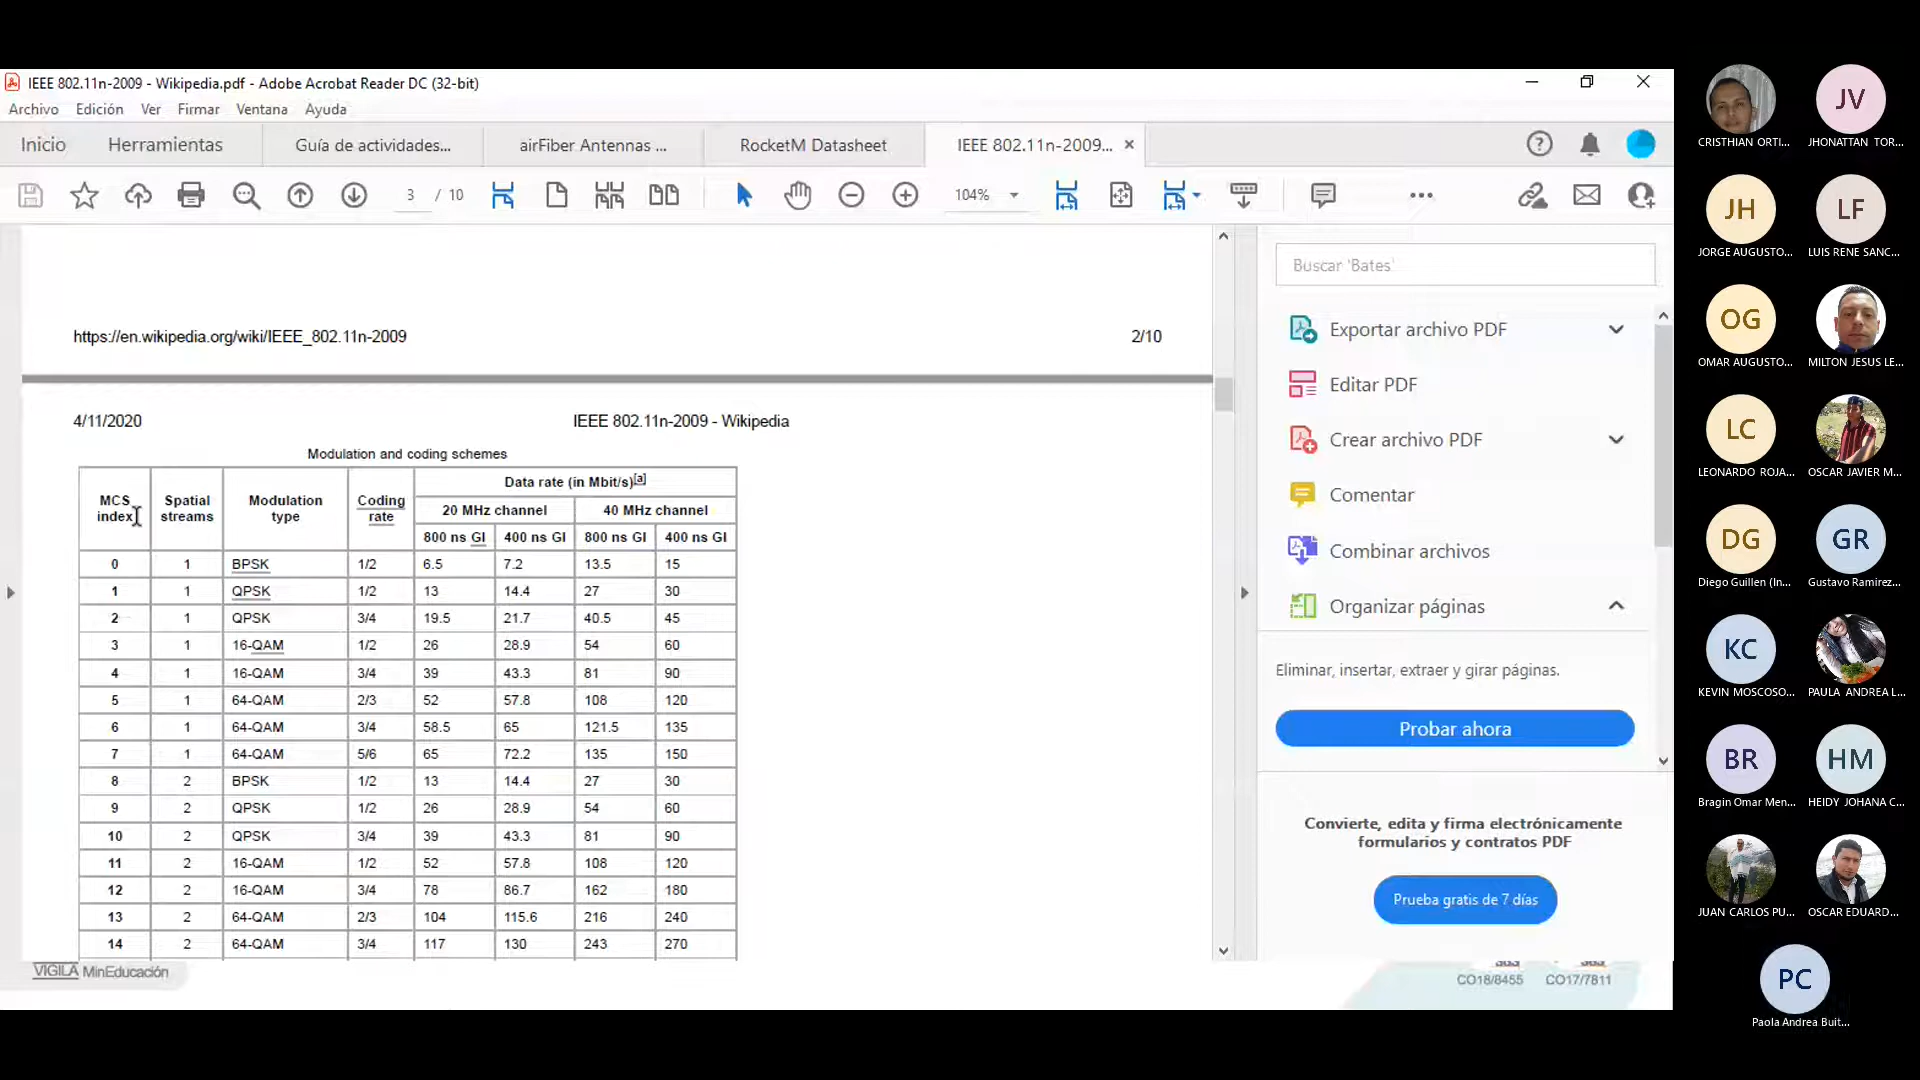 IEEE 802.11n-2009 - Wikipedia.pdf - Adobe Acrobat Reader DC (32-bit)
Archivo Edición Ver Firmar Ventana Ayuda
Inicio Herramientas Guía de actividades... airFiber Antennas ... RocketM Datasheet IEEE 802.11n-2009...
3 / 10 104%
https://en.wikipedia.org/wiki/IEEE_802.11n-2009 2/10
4/11/2020 IEEE 802.11n-2009 - Wikipedia
Modulation and coding schemes
MCS index Spatial streams Modulation type Coding rate Data rate (in Mbit/s)[a]
20 MHz channel 40 MHz channel
800 ns GI 400 ns GI 800 ns GI 400 ns GI
0 1 BPSK 1/2 6.5 7.2 13.5 15
1 1 QPSK 1/2 13 14.4 27 30
2 1 QPSK 3/4 19.5 21.7 40.5 45
3 1 16-QAM 1/2 26 28.9 54 60
4 1 16-QAM 3/4 39 43.3 81 90
5 1 64-QAM 2/3 52 57.8 108 120
6 1 64-QAM 3/4 58.5 65 121.5 135
7 1 64-QAM 5/6 65 72.2 135 150
8 2 BPSK 1/2 13 14.4 27 30
9 2 QPSK 1/2 26 28.9 54 60
10 2 QPSK 3/4 39 43.3 81 90
11 2 16-QAM 1/2 52 57.8 108 120
12 2 16-QAM 3/4 78 86.7 162 180
13 2 64-QAM 2/3 104 115.6 216 240
14 2 64-QAM 3/4 117 130 243 270
VIGILA MinEducación
Buscar 'Bates'
Exportar archivo PDF
Editar PDF
Crear archivo PDF
Comentar
Combinar archivos
Organizar páginas
Eliminar, insertar, extraer y girar páginas.
Probar ahora
Convierte, edita y firma electrónicamente
formularios y contratos PDF
Prueba gratis de 7 días
CO18/8455 CO17/7811
JV
CRISTHIAN ORTI... JHONATTAN TOR...
JH LF
JORGE AUGUSTO... LUIS RENE SANC...
OG
OMAR AUGUSTO... MILTON JESUS LE...
LC
LEONARDO ROJA... OSCAR JAVIER M...
DG GR
Diego Guillen (In... Gustavo Ramirez...
KC
KEVIN MOSCOSO... PAULA ANDREA L...
BR HM
Bragin Omar Men... HEIDY JOHANA C...
JUAN CARLOS PU... OSCAR EDUARD...
PC
Paola Andrea Buit...